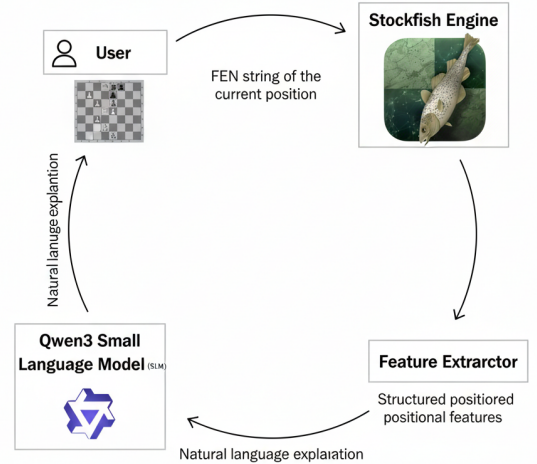 User
FEN string of the
current position
Stockfish Engine
Feature Extrarctor
Structured positiored
positional features
Natural language explaıation
Qwen3 Small
Language Model (SLM)
Natural lanuge explantion